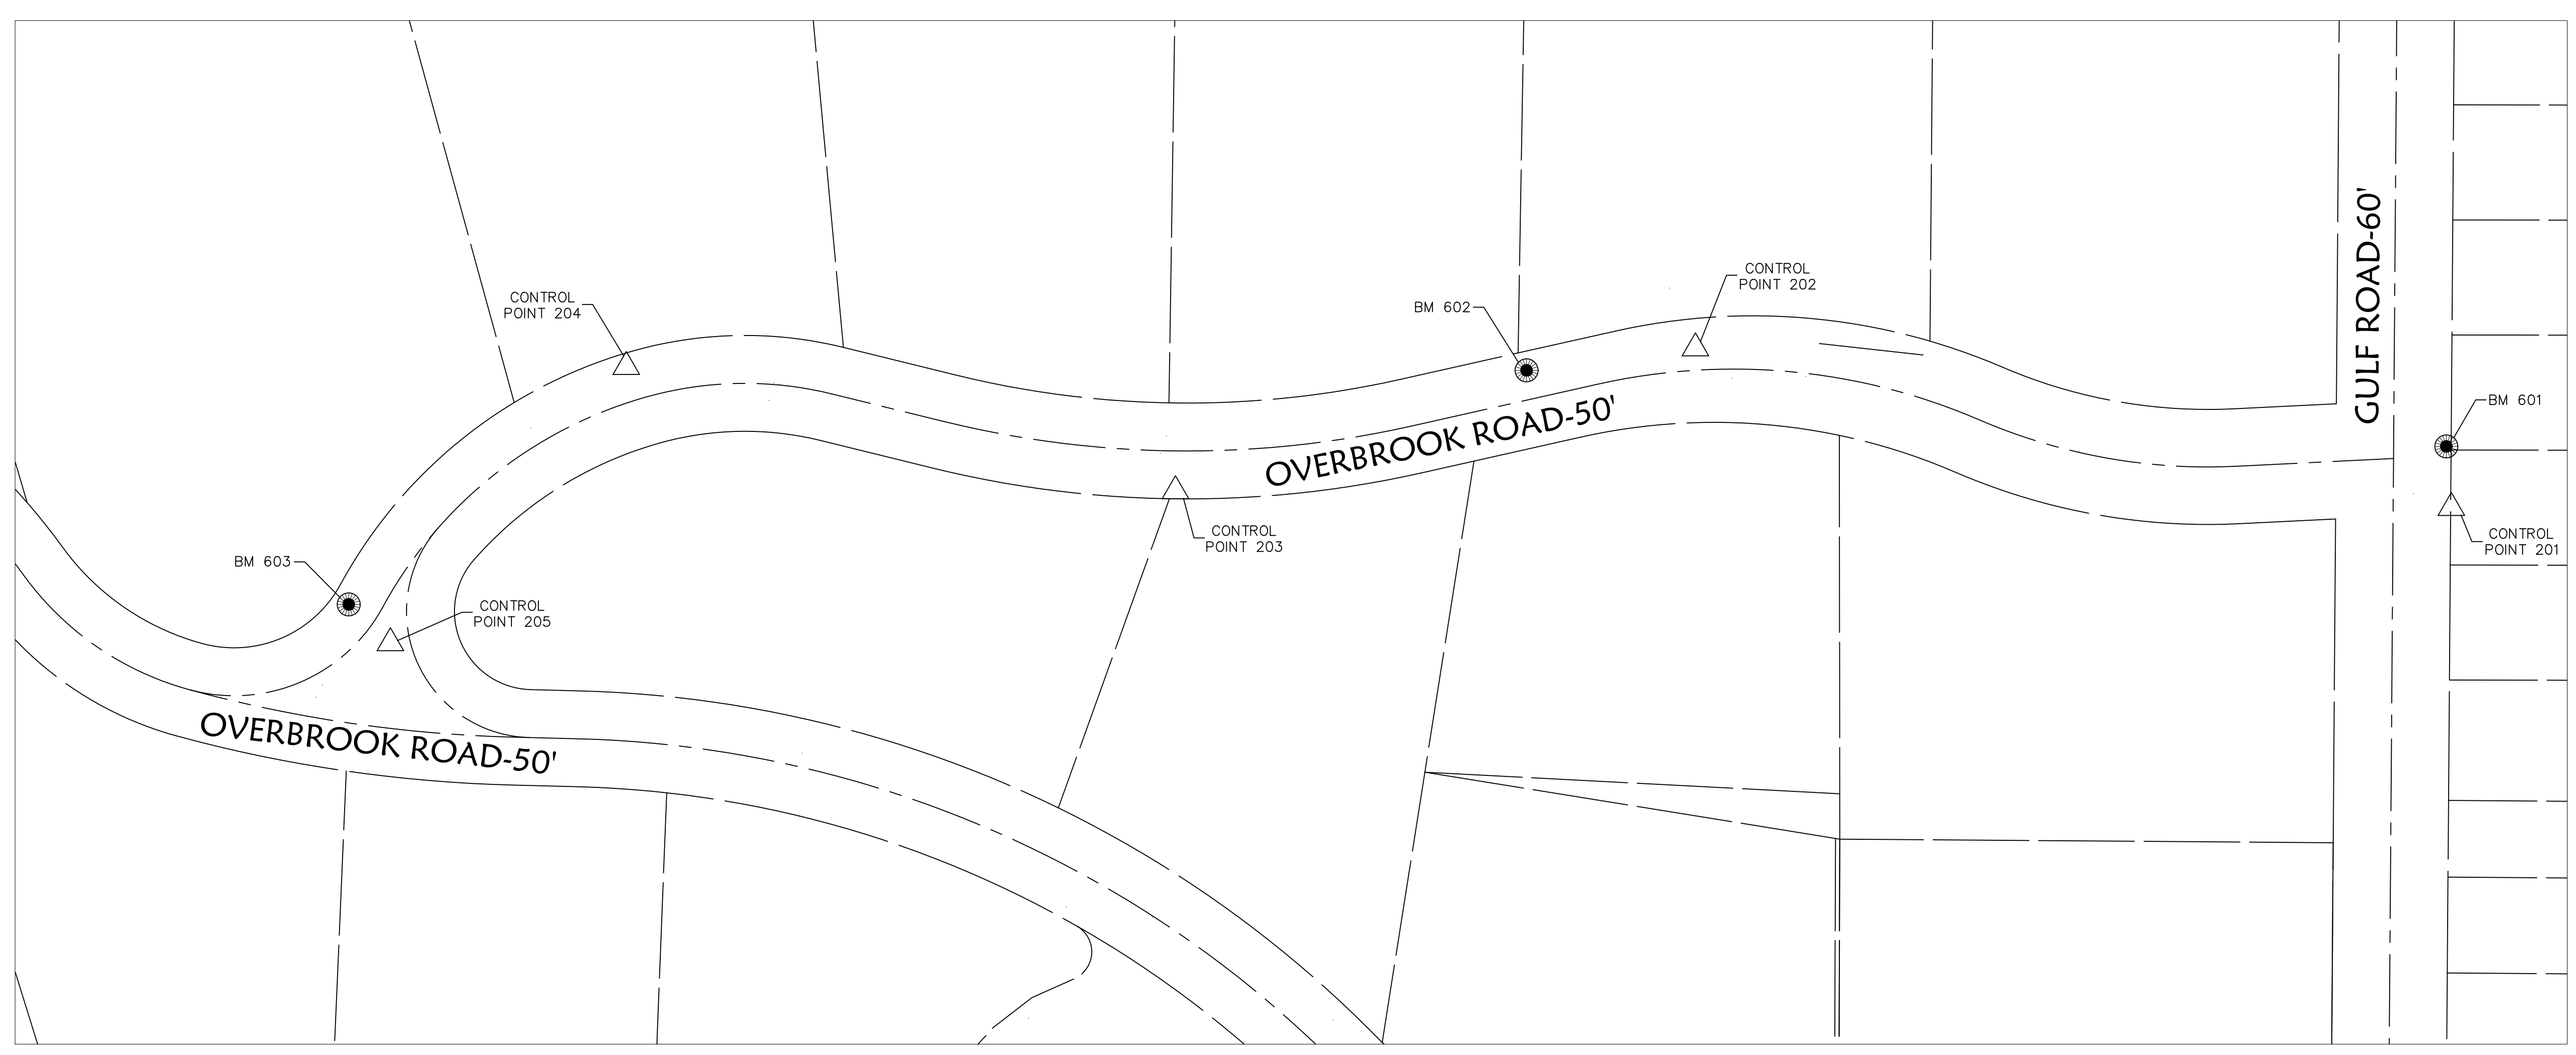 CONTROL
POINT 204
BM 602
CONTROL
POINT 202
GULF ROAD-60'
BM 601
OVERBROOK ROAD-50'
CONTROL
POINT 203
CONTROL
POINT 201
BM 603
CONTROL
POINT 205
OVERBROOK ROAD-50'